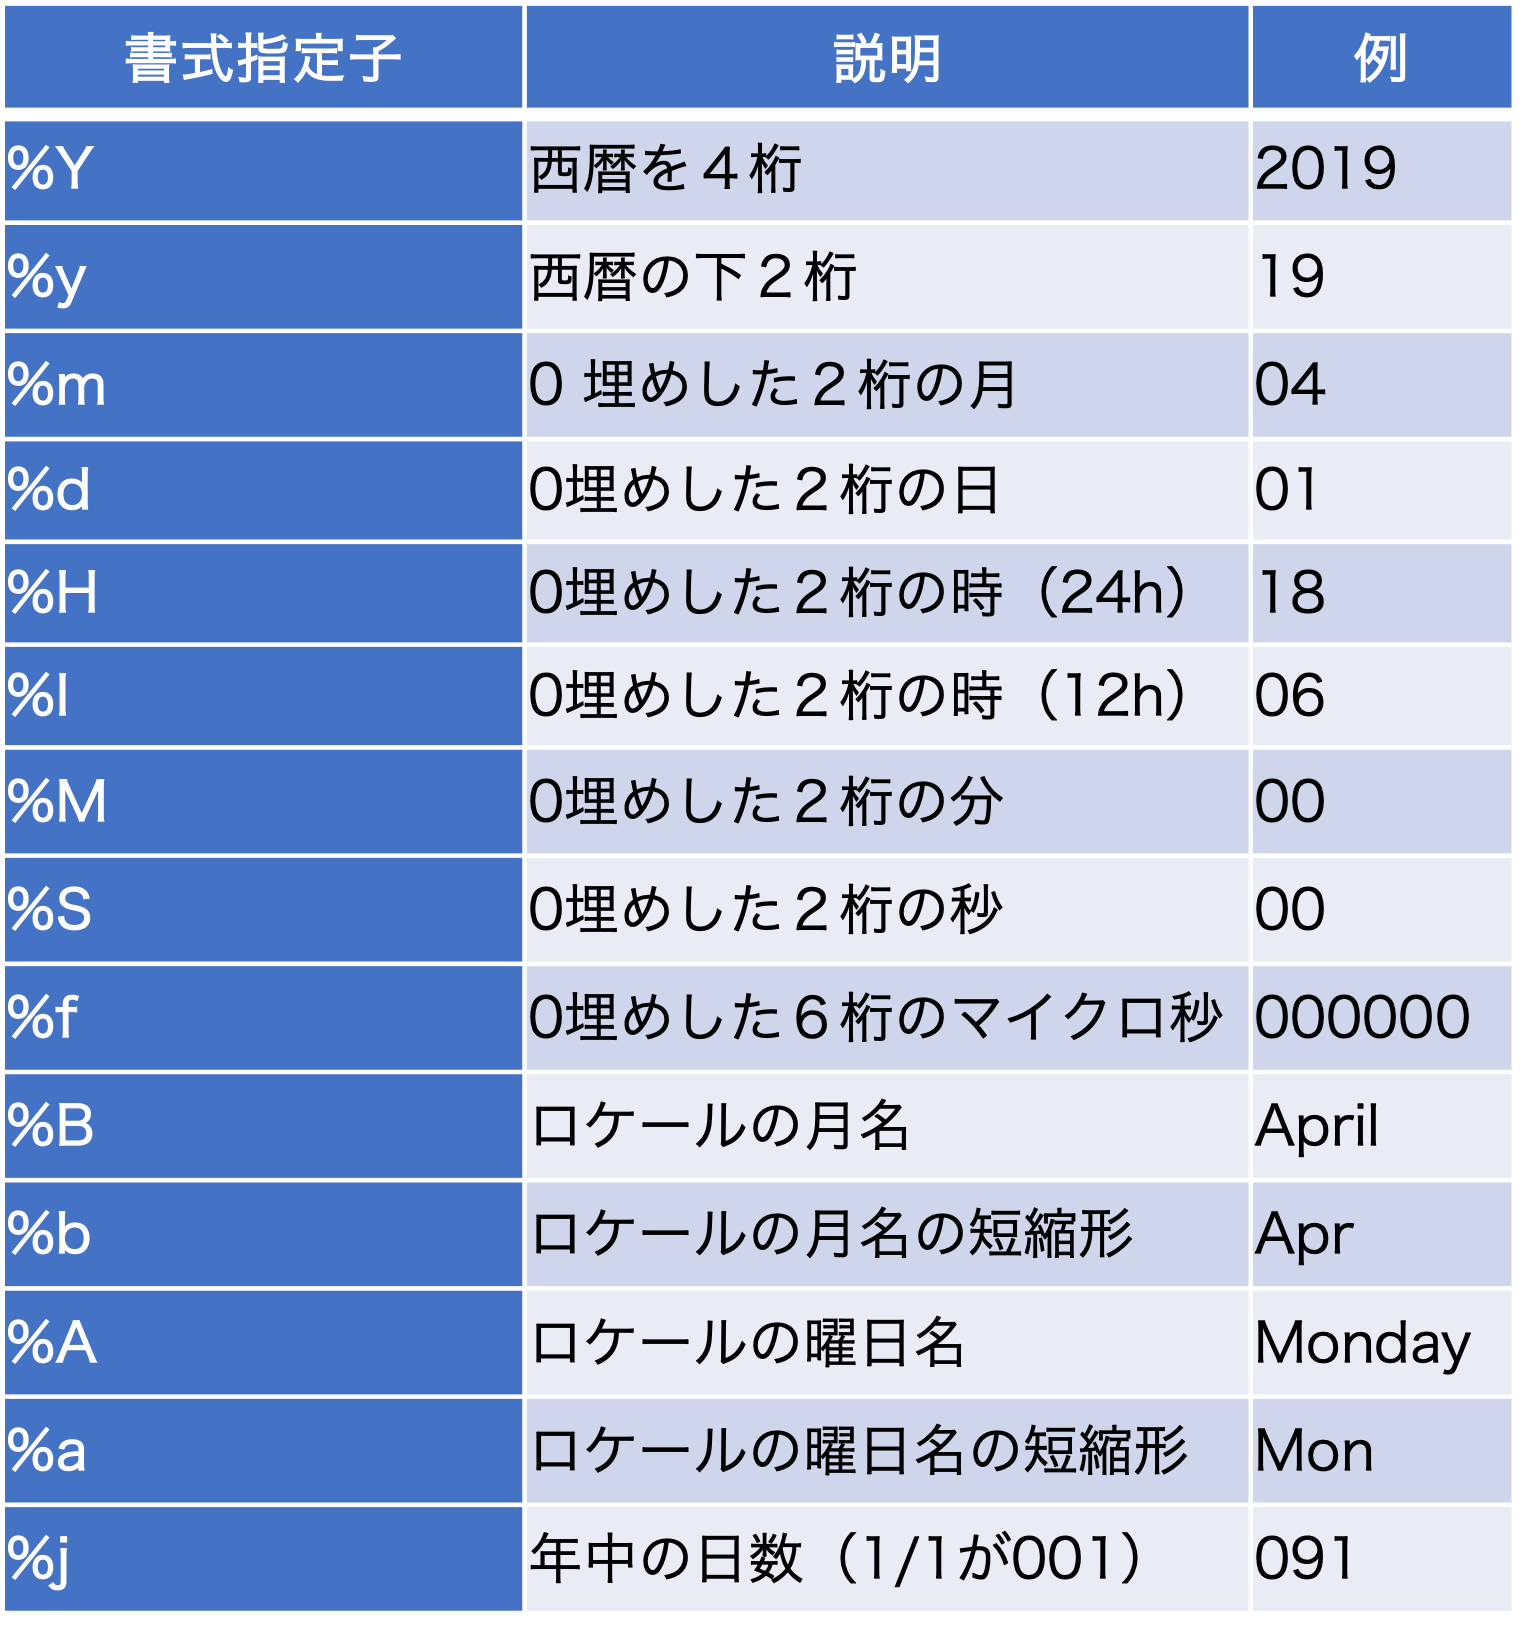 書式指定子 説明 例
%Y 西暦を４桁 2019
%y 西暦の下２桁 19
%m 0 埋めした２桁の月 04
%d 0埋めした２桁の日 01
%H 0埋めした２桁の時（24h） 18
%I 0埋めした２桁の時（12h） 06
%M 0埋めした２桁の分 00
%S 0埋めした２桁の秒 00
%f 0埋めした６桁のマイクロ秒 000000
%B ロケールの月名 April
%b ロケールの月名の短縮形 Apr
%A ロケールの曜日名 Monday
%a ロケールの曜日名の短縮形 Mon
%j 年中の日数（1/1が001） 091